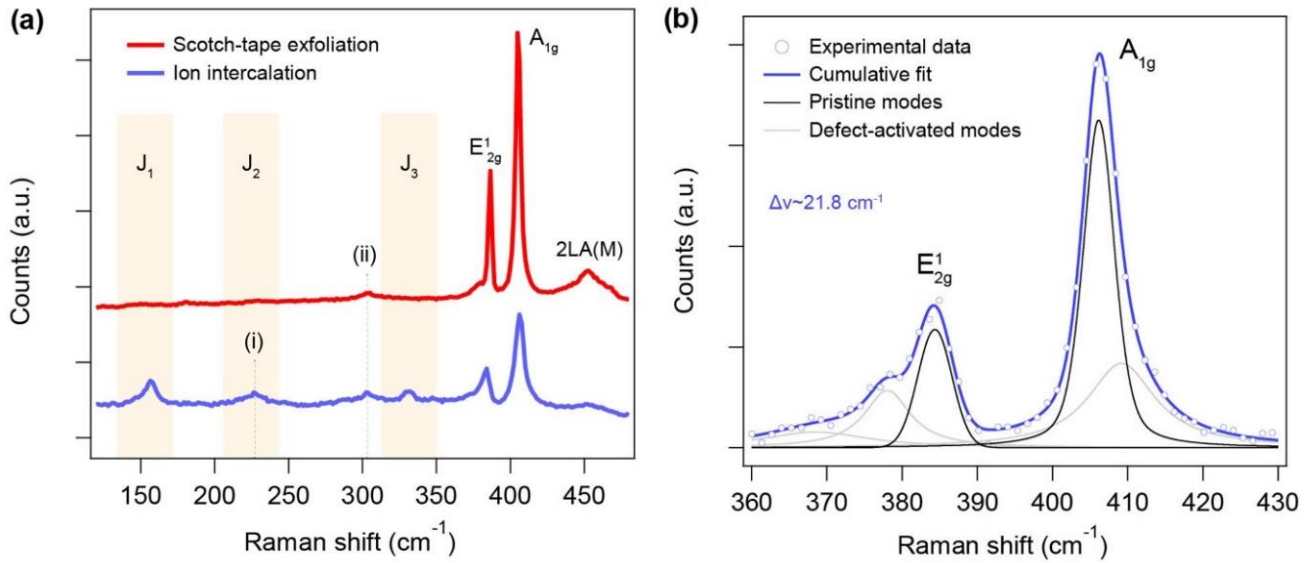 (a)
Scotch-tape exfoliation
Ion intercalation
A1g
E¹2g
J1
J2
J3
(ii)
2LA(M)
(i)
Counts (a.u.)
150 200 250 300 350 400 450
Raman shift (cm⁻¹)
(b)
Experimental data
Cumulative fit
Pristine modes
Defect-activated modes
A1g
Δν~21.8 cm⁻¹
E¹2g
Counts (a.u.)
360 370 380 390 400 410 420 430
Raman shift (cm⁻¹)